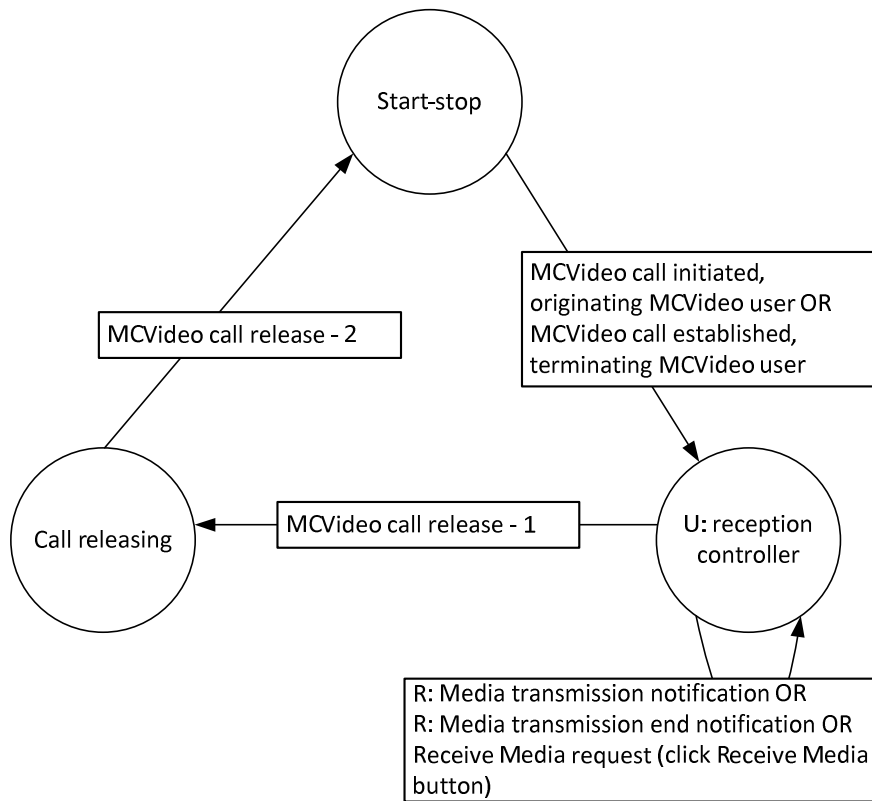 Start-stop
MCVideo call initiated,
originating MCVideo user OR
MCVideo call established,
terminating MCVideo user
MCVideo call release - 2
Call releasing
MCVideo call release - 1
U: reception
controller
R: Media transmission notification OR
R: Media transmission end notification OR
Receive Media request (click Receive Media
button)